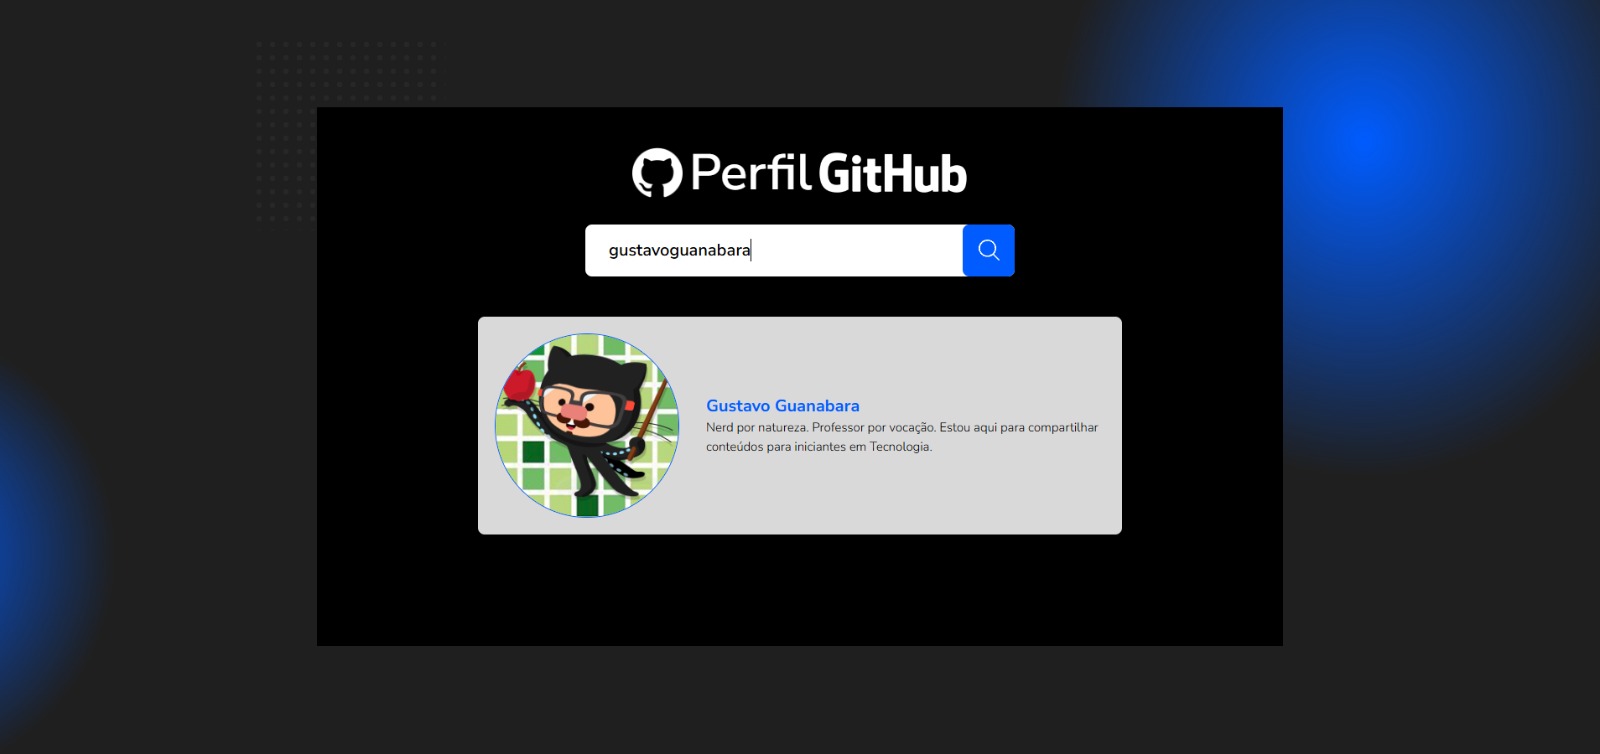 Perfil GitHub
gustavoguanabara
Gustavo Guanabara
Nerd por natureza. Professor por vocação. Estou aqui para compartilhar
conteúdos para iniciantes em Tecnologia.